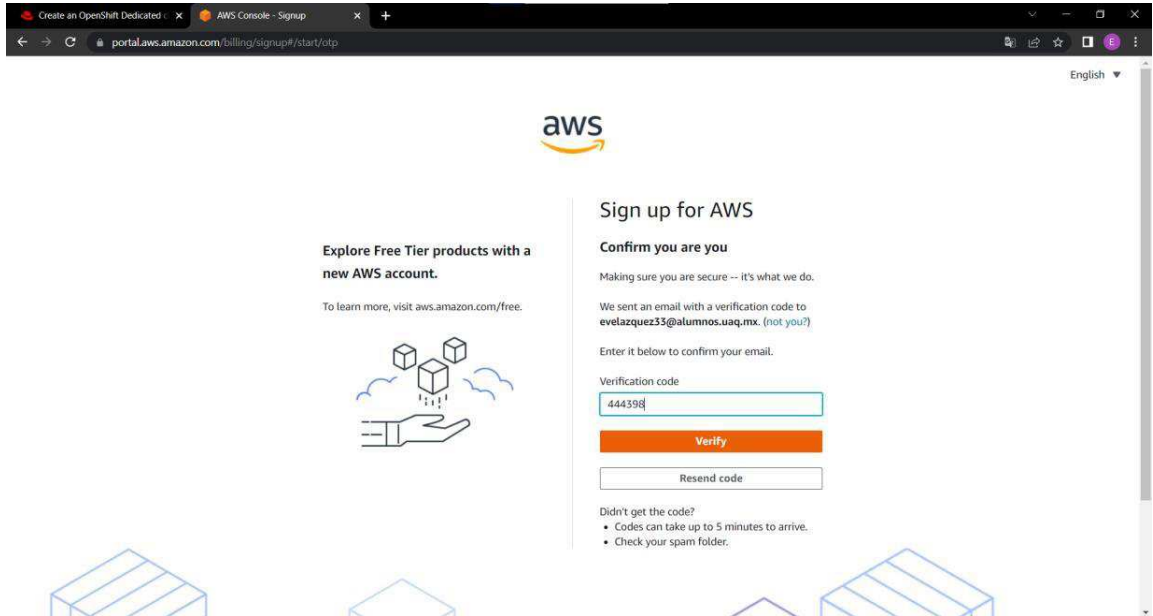 Create an OpenShift Dedicated c
AWS Console - Signup
portal.aws.amazon.com/billing/signup#/start/otp
E
English
aws
Explore Free Tier products with a
new AWS account.
To learn more, visit aws.amazon.com/free.
Sign up for AWS
Confirm you are you
Making sure you are secure -- it's what we do.
We sent an email with a verification code to
evelazquez33@alumnos.uaq.mx. (not you?)
Enter it below to confirm your email.
Verification code
444398
Verify
Resend code
Didn't get the code?
• Codes can take up to 5 minutes to arrive.
• Check your spam folder.